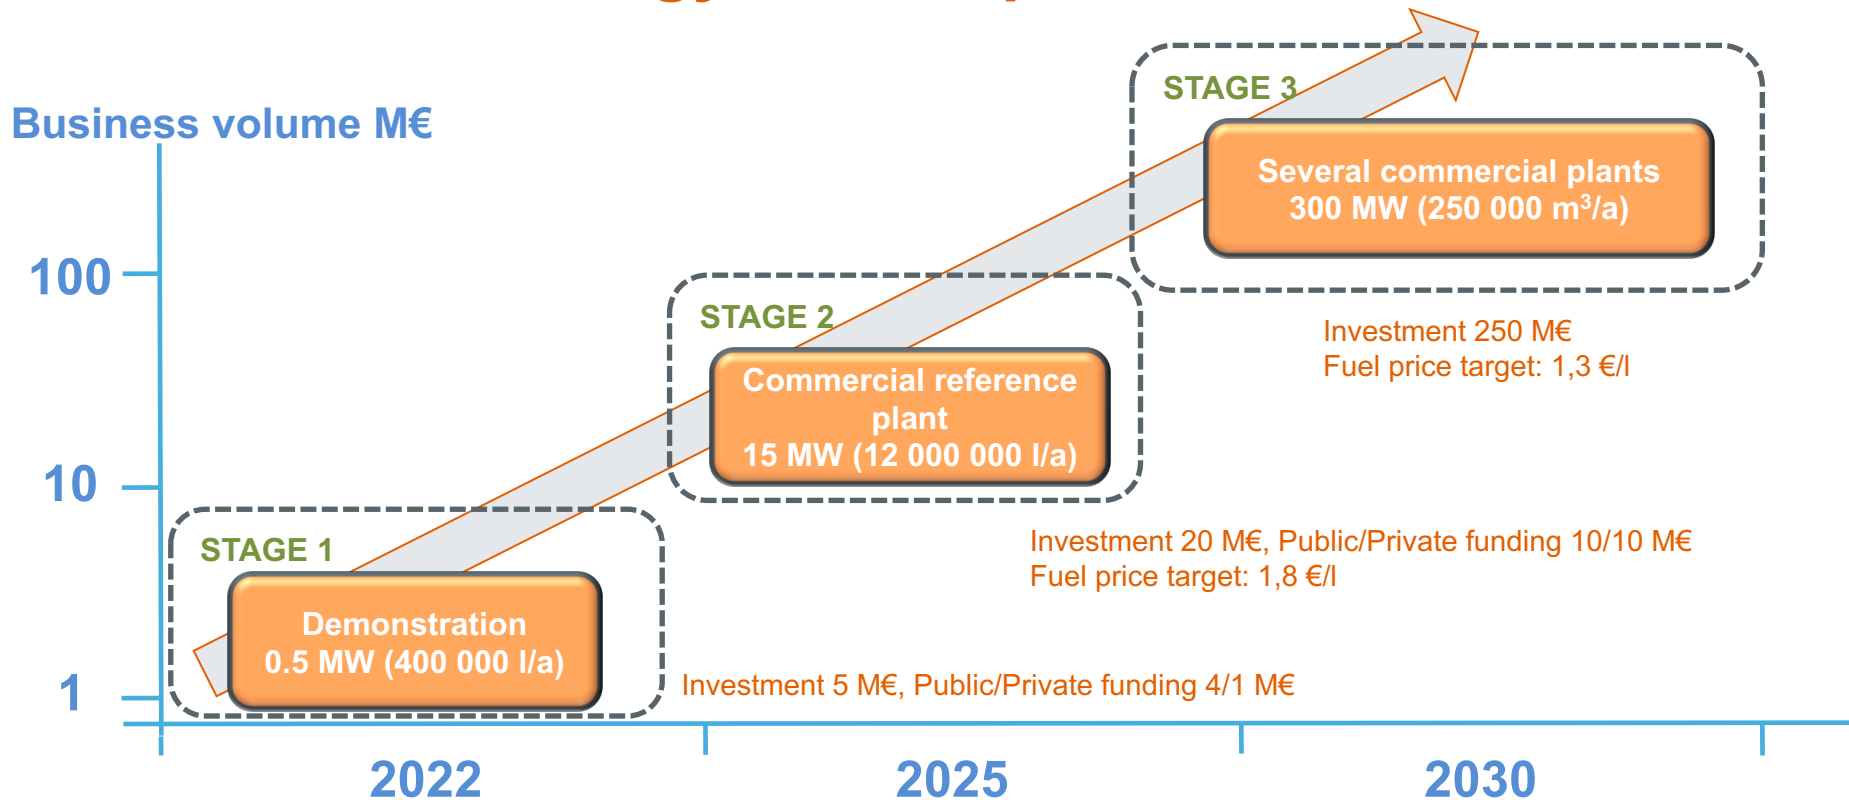 Business volume M€
100
10
1
STAGE 3
Several commercial plants
300 MW (250 000 m³/a)
Investment 250 M€
Fuel price target: 1,3 €/l
STAGE 2
Commercial reference
plant
15 MW (12 000 000 l/a)
Investment 20 M€, Public/Private funding 10/10 M€
Fuel price target: 1,8 €/l
STAGE 1
Demonstration
0.5 MW (400 000 l/a)
Investment 5 M€, Public/Private funding 4/1 M€
2022
2025
2030